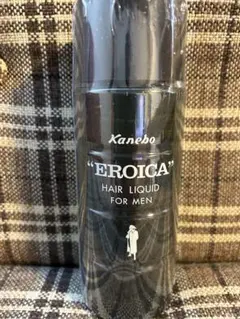 Kanebo
"EROICA"
HAIR LIQUID
FOR MEN